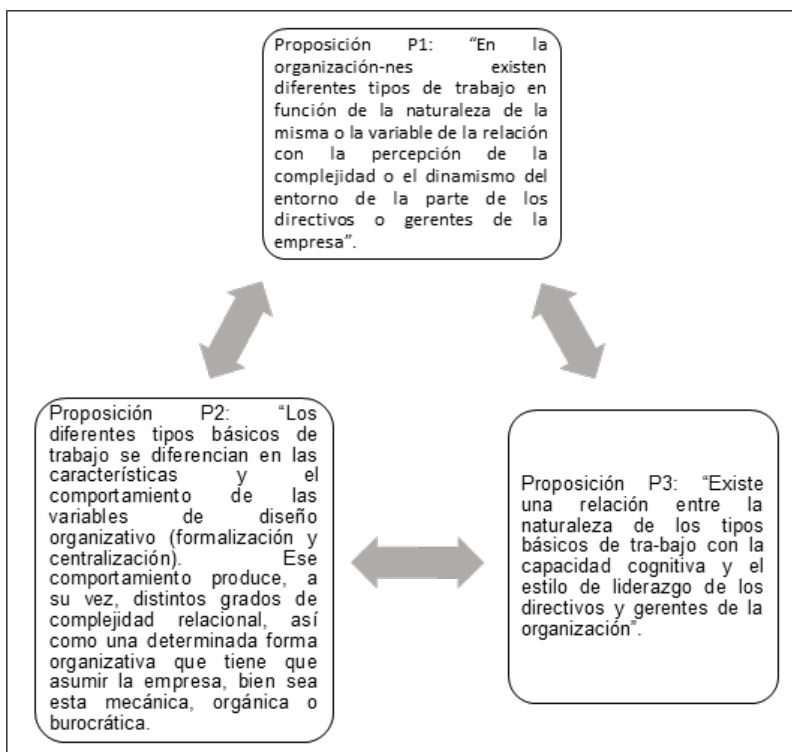 Proposición P1: “En la
organización-nes existen
diferentes tipos de trabajo en
función de la naturaleza de la
misma o la variable de la relación
con la percepción de la
complejidad o el dinamismo del
entorno de la parte de los
directivos o gerentes de la
empresa”.
Proposición P2: “Los
diferentes tipos básicos de
trabajo se diferencian en las
características y el
comportamiento de las
variables de diseño
organizativo (formalización y
centralización). Ese
comportamiento produce, a
su vez, distintos grados de
complejidad relacional, así
como una determinada forma
organizativa que tiene que
asumir la empresa, bien sea
esta mecánica, orgánica o
burocrática.
Proposición P3: “Existe
una relación entre la
naturaleza de los tipos
básicos de tra-bajo con la
capacidad cognitiva y el
estilo de liderazgo de los
directivos y gerentes de la
organización”.